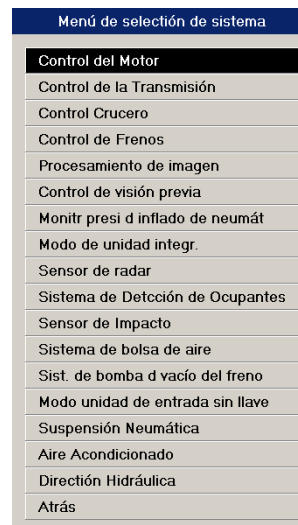 Menú de selectión de sistema
Control del Motor
Control de la Transmisión
Control Crucero
Control de Frenos
Procesamiento de imagen
Control de visión previa
Monitr presi d inflado de neumát
Modo de unidad integr.
Sensor de radar
Sistema de Detcción de Ocupantes
Sensor de Impacto
Sistema de bolsa de aire
Sist. de bomba d vacío del freno
Modo unidad de entrada sin llave
Suspensión Neumática
Aire Acondicionado
Directión Hidráulica
Atrás